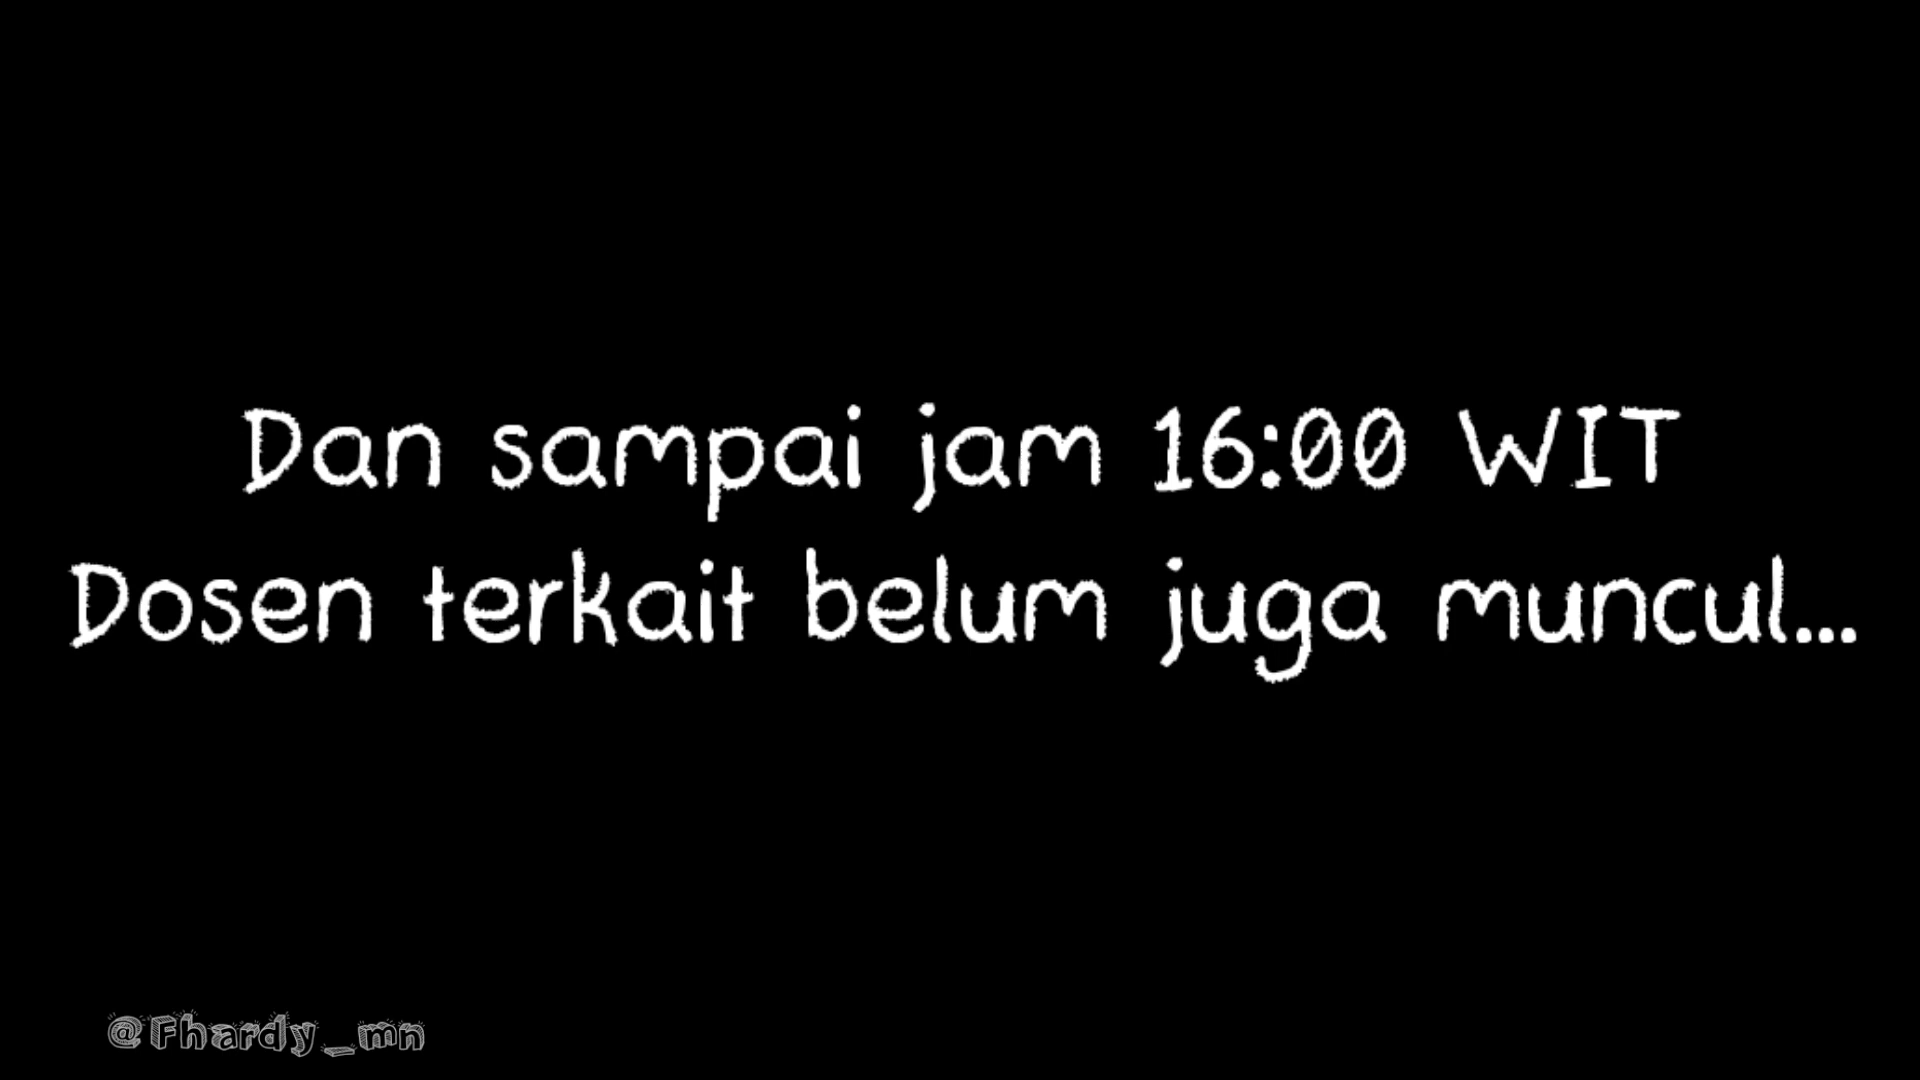 Dan sampai jam 16:00 WIT
Dosen terkait belum juga muncul...
@Fhardy_mn